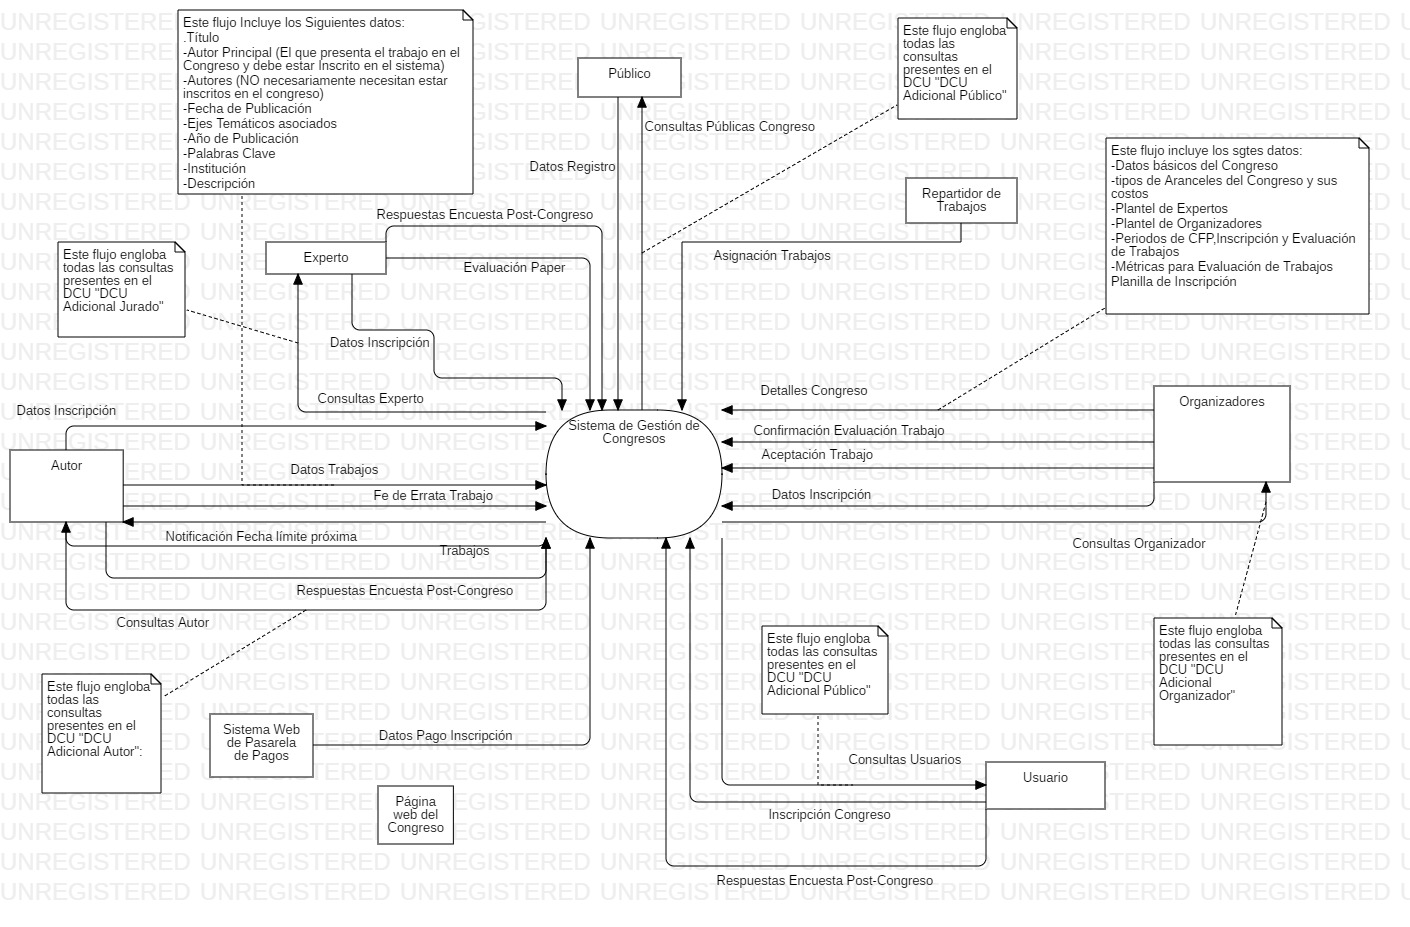 Este flujo Incluye los Siguientes datos:
.Título
-Autor Principal (El que presenta el trabajo en el
Congreso y debe estar Inscrito en el sistema)
-Autores (NO necesariamente necesitan estar
inscritos en el congreso)
-Fecha de Publicación
-Ejes Temáticos asociados
-Año de Publicación
-Palabras Clave
-Institución
-Descripción
Público
Este flujo engloba
todas las
consultas
presentes en el
DCU "DCU
Adicional Público"
Consultas Públicas Congreso
Datos Registro
Este flujo incluye los sgtes datos:
-Datos básicos del Congreso
-tipos de Aranceles del Congreso y sus
costos
-Plantel de Expertos
-Plantel de Organizadores
-Periodos de CFP,Inscripción y Evaluación
de Trabajos
-Métricas para Evaluación de Trabajos
Planilla de Inscripción
Repartidor de
Trabajos
Respuestas Encuesta Post-Congreso
Experto
Evaluación Paper
Asignación Trabajos
Este flujo engloba
todas las consultas
presentes en el
DCU "DCU
Adicional Jurado"
Datos Inscripción
Consultas Experto
Datos Inscripción
Detalles Congreso
Organizadores
Sistema de Gestión de
Congresos
Confirmación Evaluación Trabajo
Aceptación Trabajo
Autor
Datos Trabajos
Fe de Errata Trabajo
Datos Inscripción
Notificación Fecha límite próxima
Trabajos
Consultas Organizador
Respuestas Encuesta Post-Congreso
Consultas Autor
Este flujo engloba
todas las consultas
presentes en el
DCU "DCU
Adicional Público"
Este flujo engloba
todas las consultas
presentes en el
DCU "DCU
Adicional
Organizador"
Este flujo engloba
todas las
consultas
presentes en el
DCU "DCU
Adicional Autor":
Sistema Web
de Pasarela
de Pagos
Datos Pago Inscripción
Consultas Usuarios
Usuario
Página
web del
Congreso
Inscripción Congreso
Respuestas Encuesta Post-Congreso
UNREGISTERED